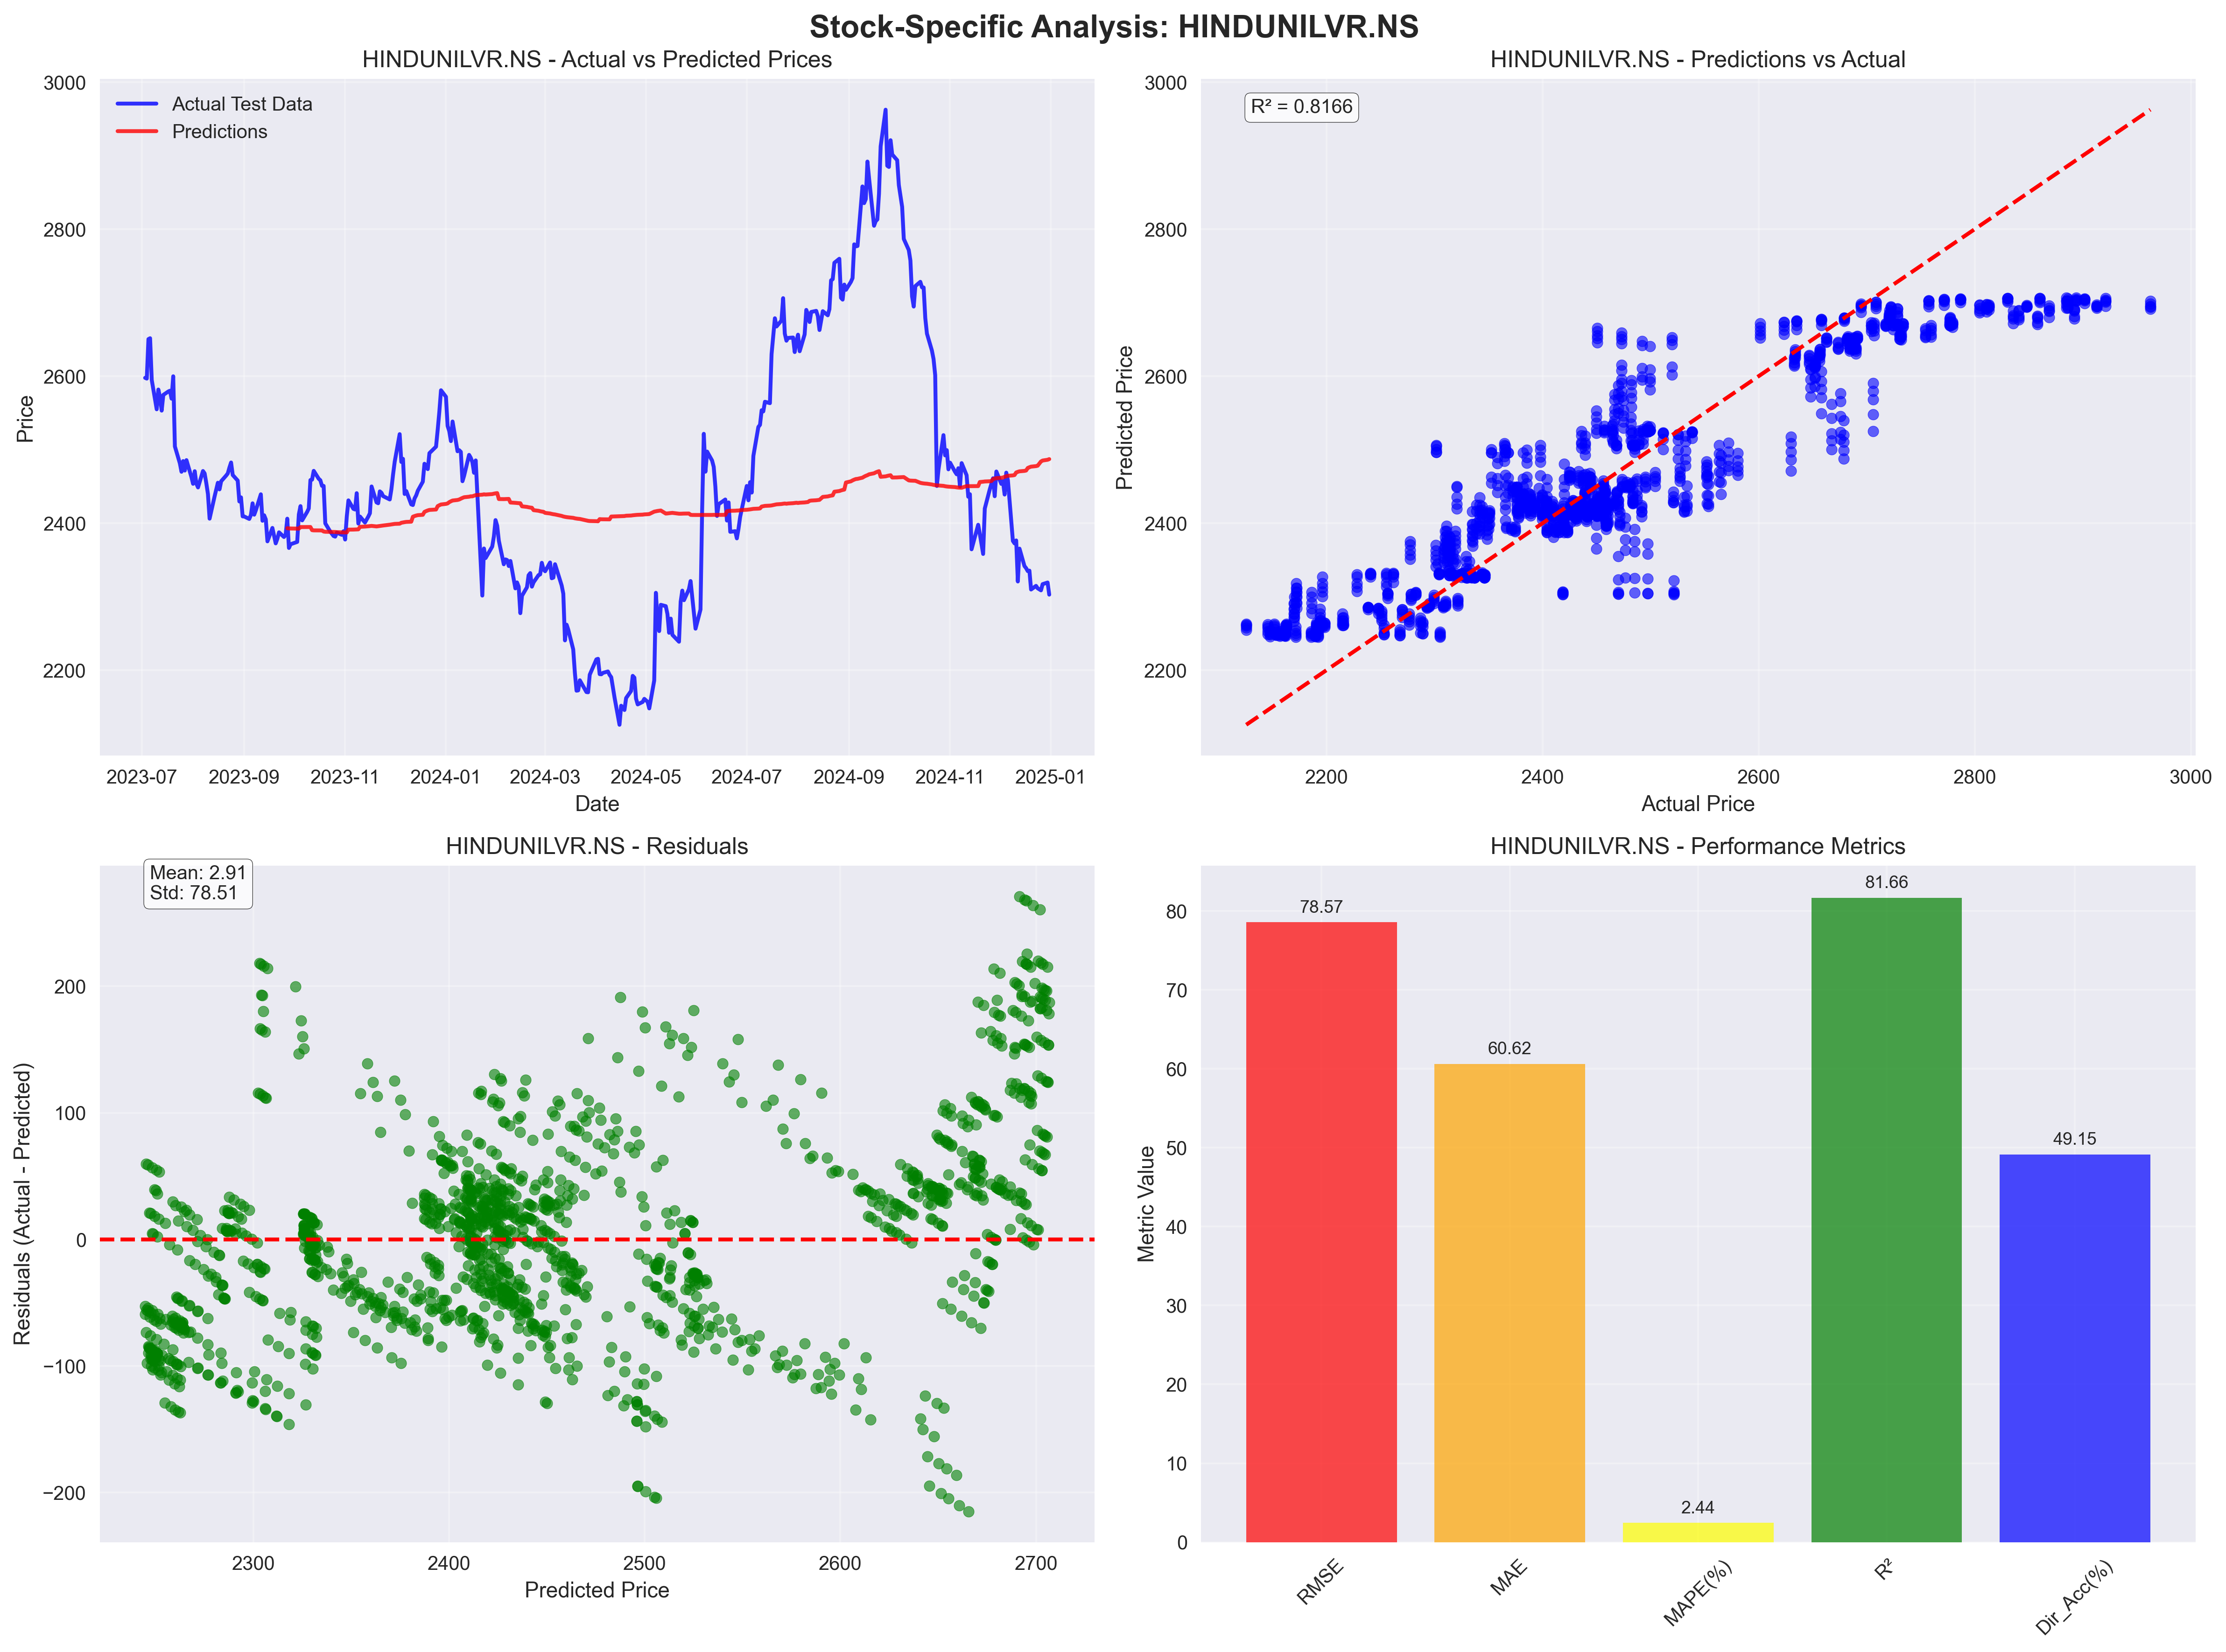 Stock-Specific Analysis: HINDUNILVR.NS
HINDUNILVR.NS - Actual vs Predicted Prices
Actual Test Data
Predictions
Price
3000
2800
2600
2400
2200
2023-07 2023-09 2023-11 2024-01 2024-03 2024-05 2024-07 2024-09 2024-11 2025-01
Date
HINDUNILVR.NS - Predictions vs Actual
R² = 0.8166
Predicted Price
3000
2800
2600
2400
2200
2200 2400 2600 2800 3000
Actual Price
HINDUNILVR.NS - Residuals
Mean: 2.91
Std: 78.51
Residuals (Actual - Predicted)
200
100
0
−100
−200
2300 2400 2500 2600 2700
Predicted Price
HINDUNILVR.NS - Performance Metrics
Metric Value
80
70
60
50
40
30
20
10
0
78.57
60.62
2.44
81.66
49.15
RMSE
MAE
MAPE(%)
R²
Dir_Acc(%)